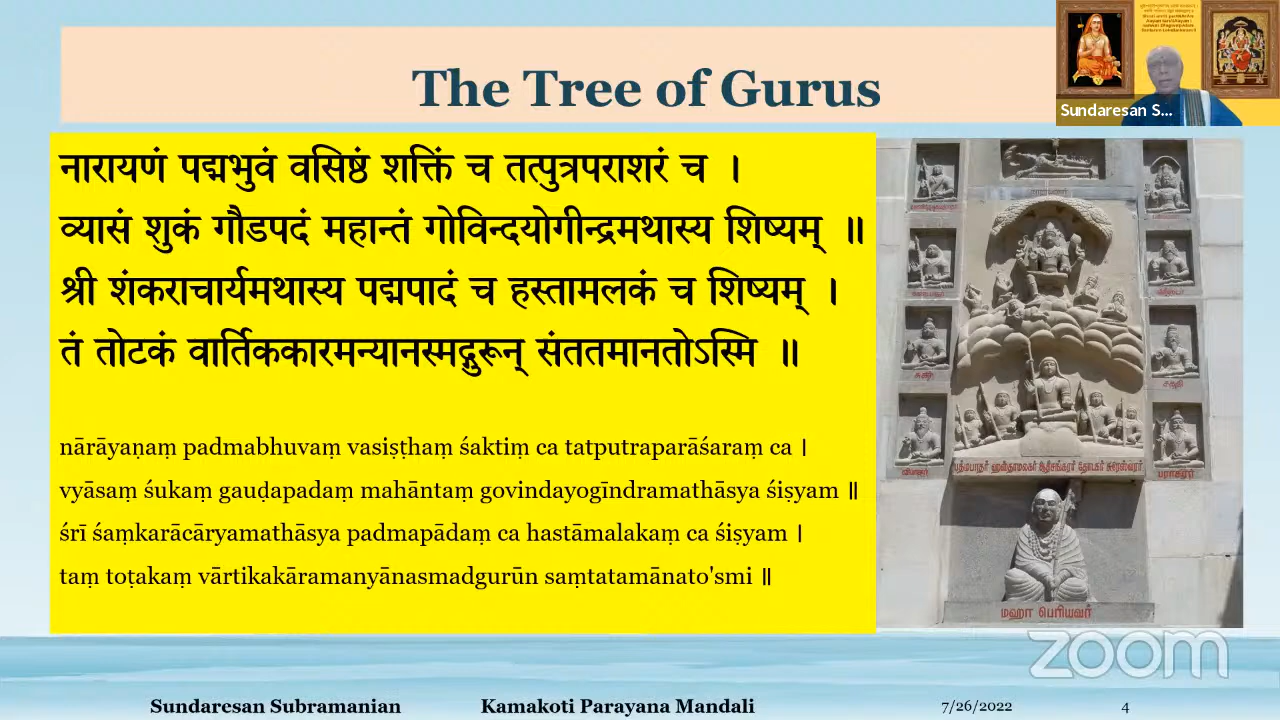 The Tree of Gurus
Sundaresan S...
नारायणं पद्मभुवं वसिष्ठं शक्तिं च तत्पुत्रपराशरं च ।
व्यासं शुकं गौडपदं महान्तं गोविन्दयोगीन्द्रमथास्य शिष्यम् ॥
श्री शंकराचार्यमथास्य पद्मपादं च हस्तामलकं च शिष्यम् ।
तं तोटकं वार्तिककारमन्यानस्मद्गुरून् संततमानतोऽस्मि ॥
nārāyaṇaṃ padmabhuvaṃ vasiṣṭhaṃ śaktiṃ ca tatputraparāśaraṃ ca ।
vyāsaṃ śukaṃ gauḍapadaṃ mahāntaṃ govindayogīndramathāsya śiṣyam ॥
śrī śaṃkarācāryamathāsya padmapādaṃ ca hastāmalakaṃ ca śiṣyam ।
taṃ toṭakaṃ vārtikakāramanyānasmadgurūn saṃtatamānato'smi ॥
மஹா பெரியவர்
zoom
Sundaresan Subramanian Kamakoti Parayana Mandali 7/26/2022 4